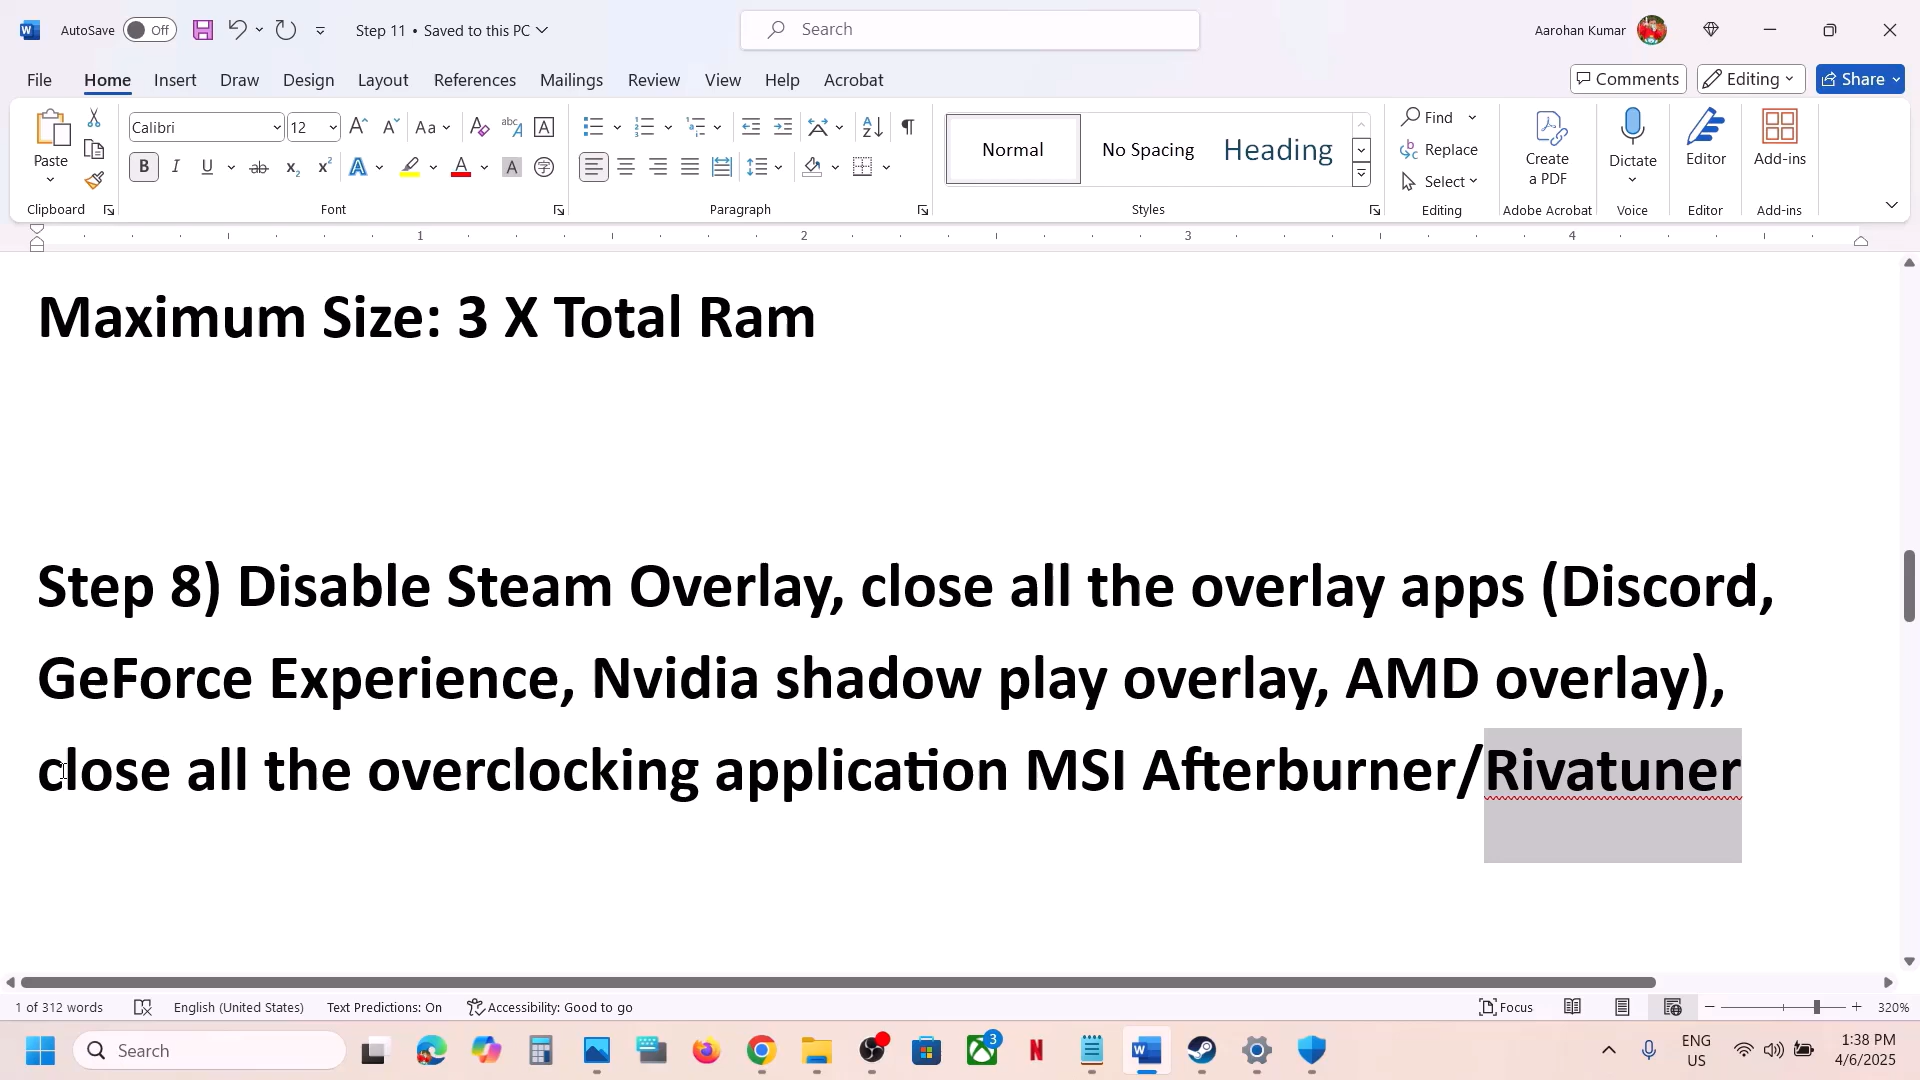 AutoSave Off Step 11 • Saved to this PC Search Aarohan Kumar
File Home Insert Draw Design Layout References Mailings Review View Help Acrobat Comments Editing Share
Paste Calibri 12 Normal No Spacing Heading Find Replace Select Create a PDF Dictate Editor Add-ins
Clipboard Font Paragraph Styles Editing Adobe Acrobat Voice Editor Add-ins
1 2 3 4
Maximum Size: 3 X Total Ram
Step 8) Disable Steam Overlay, close all the overlay apps (Discord,
GeForce Experience, Nvidia shadow play overlay, AMD overlay),
close all the overclocking application MSI Afterburner/Rivatuner
1 of 312 words English (United States) Text Predictions: On Accessibility: Good to go Focus 320%
Search 3 ENG US 1:38 PM
4/6/2025